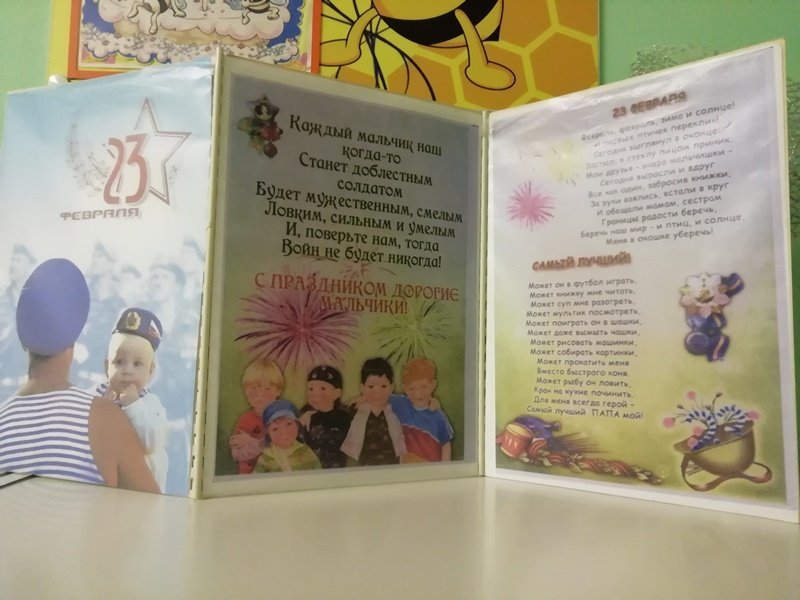 23
ФЕВРАЛЯ
Каждый мальчик наш
когда-то
Станет доблестным
солдатом
Будет мужественным, смелым
Ловким, сильным и умелым
И, поверьте нам, тогда
Войн не будет никогда!
С ПРАЗДНИКОМ ДОРОГИЕ
МАЛЬЧИКИ!
23 ФЕВРАЛЯ
Февраль, февраль, зима и солнце!
И первых птичек переклик!
Сегодня выглянул в оконце:
Застыл, к стеклу лицом приник.
Мои друзья - вчера мальчишки -
Сегодня выросли и вдруг
Все как один, забросив книжки,
За руки взялись, встали в круг
И обещали мамам, сестрам
Границы радости беречь,
Беречь наш мир - и птиц, и солнце,
Меня в окошке уберечь!
САМЫЙ ЛУЧШИЙ!
Может он в футбол играть,
Может книжку мне читать,
Может суп мне разогреть,
Может мультик посмотреть,
Может поиграть он в шашки,
Может даже вымыть чашки,
Может рисовать машинки,
Может собирать картинки,
Может прокатить меня
Вместо быстрого коня.
Может рыбу он ловить,
Кран на кухне починить.
Для меня всегда герой -
Самый лучший ПАПА мой!